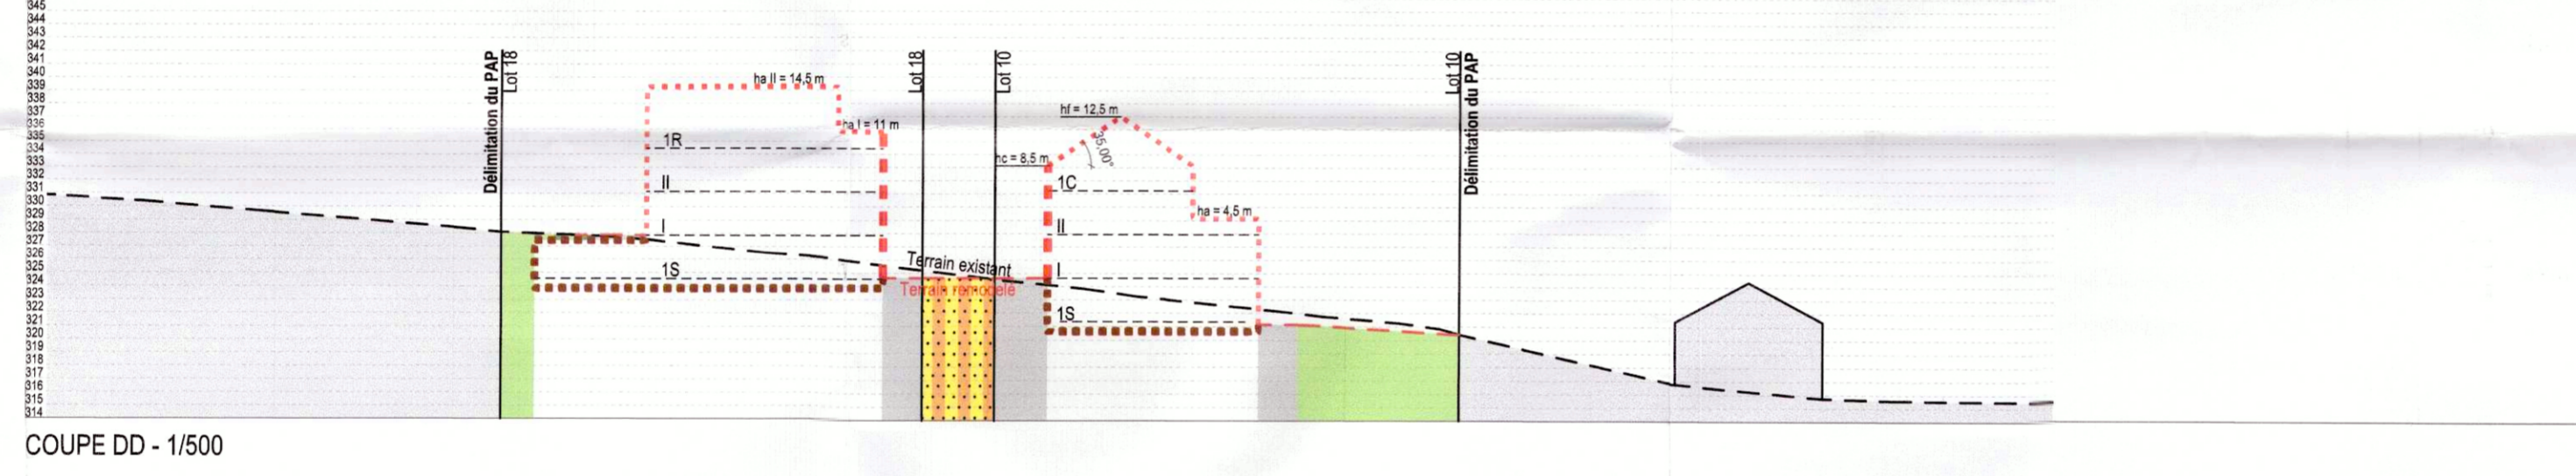 345
344
343
342
341
340
339
338
337
336
335
334
333
332
331
330
329
328
327
326
325
324
323
322
321
320
319
318
317
316
315
314
Délimitation du PAP
Lot 18
ha II = 14,5 m
ha I = 11 m
1R
II
I
1S
Lot 18
Lot 10
Terrain existant
Terrain remodelé
hf = 12,5 m
35,00°
hc = 8,5 m
1C
ha = 4,5 m
II
I
1S
Lot 10
Délimitation du PAP
COUPE DD - 1/500